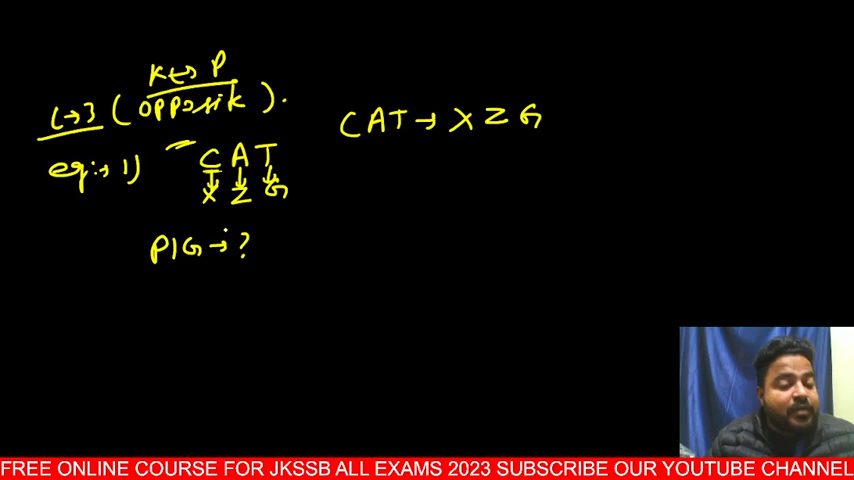 K↔P
L→3 (OPPosite).
CAT→XZG
eg:→ 1) CAT
↓ ↓ ↓
X Z G
PIG→?
FREE ONLINE COURSE FOR JKSSB ALL EXAMS 2023 SUBSCRIBE OUR YOUTUBE CHANNEL